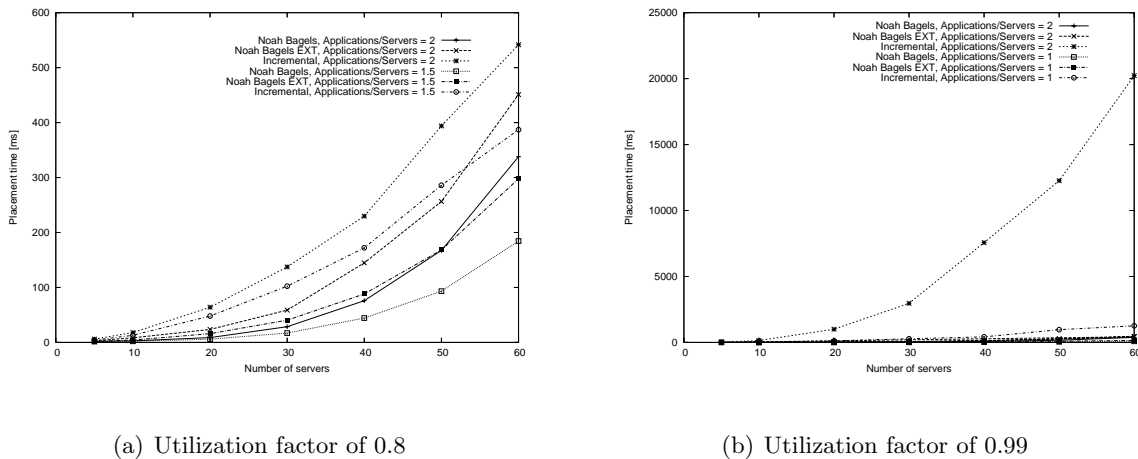 Placement time [ms]
600
500
400
300
200
100
0
Noah Bagels, Applications/Servers = 2
Noah Bagels EXT, Applications/Servers = 2
Incremental, Applications/Servers = 2
Noah Bagels, Applications/Servers = 1.5
Noah Bagels EXT, Applications/Servers = 1.5
Incremental, Applications/Servers = 1.5
0 10 20 30 40 50 60
Number of servers
(a) Utilization factor of 0.8
Placement time [ms]
25000
20000
15000
10000
5000
0
Noah Bagels, Applications/Servers = 2
Noah Bagels EXT, Applications/Servers = 2
Incremental, Applications/Servers = 2
Noah Bagels, Applications/Servers = 1
Noah Bagels EXT, Applications/Servers = 1
Incremental, Applications/Servers = 1
0 10 20 30 40 50 60
Number of servers
(b) Utilization factor of 0.99